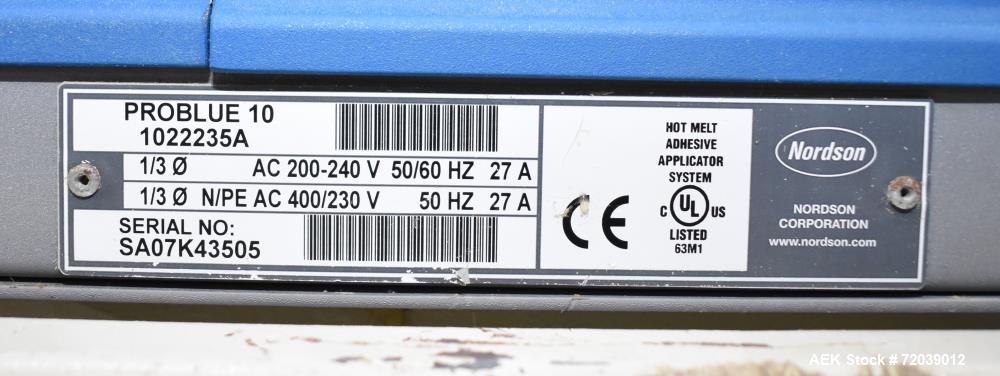 PROBLUE 10
1022235A
1/3 Ø AC 200-240 V 50/60 HZ 27 A
1/3 Ø N/PE AC 400/230 V 50 HZ 27 A
SERIAL NO:
SA07K43505
CE
HOT MELT
ADHESIVE
APPLICATOR
SYSTEM
C UL US
LISTED
63M1
Nordson
NORDSON
CORPORATION
www.nordson.com
AEK Stock # 72039012